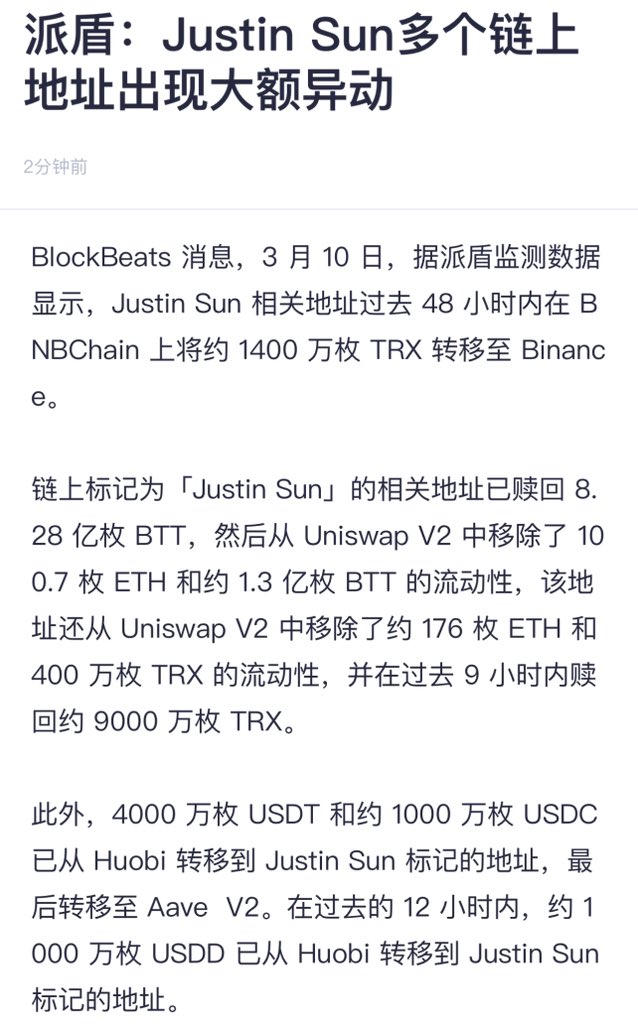 派盾：Justin Sun多个链上
地址出现大额异动
2分钟前
BlockBeats 消息，3 月 10 日，据派盾监测数据
显示，Justin Sun 相关地址过去 48 小时内在 B
NBChain 上将约 1400 万枚 TRX 转移至 Binanc
e。
链上标记为「Justin Sun」的相关地址已赎回 8.
28 亿枚 BTT，然后从 Uniswap V2 中移除了 10
0.7 枚 ETH 和约 1.3 亿枚 BTT 的流动性，该地
址还从 Uniswap V2 中移除了约 176 枚 ETH 和
400 万枚 TRX 的流动性，并在过去 9 小时内赎
回约 9000 万枚 TRX。
此外，4000 万枚 USDT 和约 1000 万枚 USDC
已从 Huobi 转移到 Justin Sun 标记的地址，最
后转移至 Aave  V2。在过去的 12 小时内，约 1
000 万枚 USDD 已从 Huobi 转移到 Justin Sun
标记的地址。